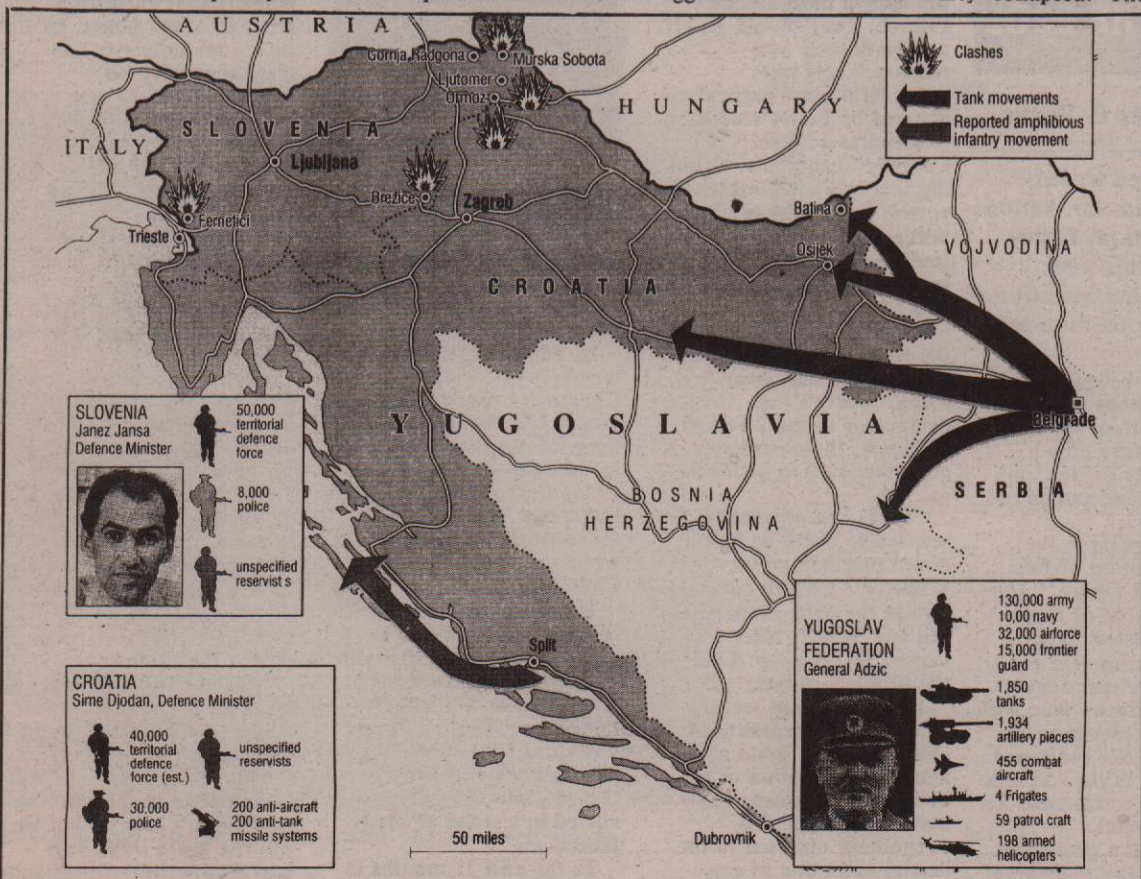 AUSTRIA
Gornja Radgona
Murska Sobota
Ljutomer
Ormoz
HUNGARY
SLOVENIA
ITALY
Ljubljana
Brezice
Zagreb
Fernetici
Trieste
Clashes
Tank movements
Reported amphibious
infantry movement
Batina
Osijek
VOJVODINA
CROATIA
YUGOSLAVIA
Belgrade
SERBIA
BOSNIA
HERZEGOVINA
SLOVENIA
Janez Jansa
Defence Minister
50,000
territorial
defence
force
8,000
police
unspecified
reservist s
Split
CROATIA
Sime Djodan, Defence Minister
40,000
territorial
defence
force (est.)
unspecified
reservists
30,000
police
200 anti-aircraft
200 anti-tank
missile systems
50 miles
Dubrovnik
YUGOSLAV
FEDERATION
General Adzic
130,000 army
10,00 navy
32,000 airforce
15,000 frontier
guard
1,850
tanks
1,934
artillery pieces
455 combat
aircraft
4 Frigates
59 patrol craft
198 armed
helicopters